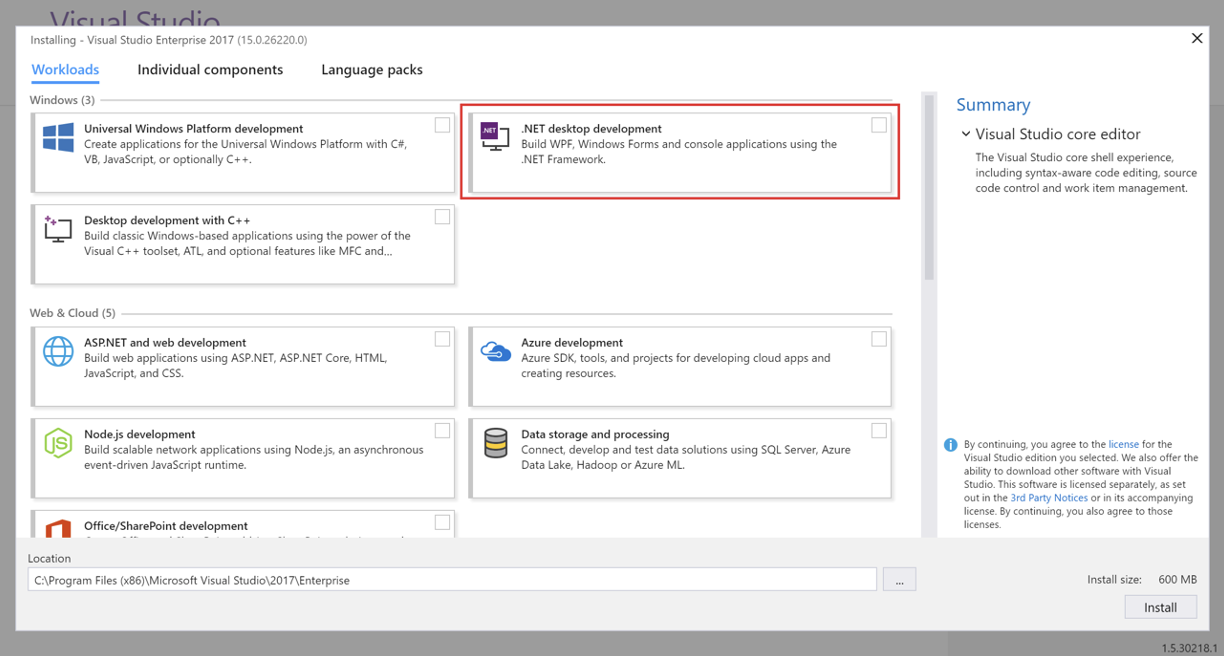 Visual Studio
Installing - Visual Studio Enterprise 2017 (15.0.26220.0)
Workloads
Individual components
Language packs
Windows (3)
Universal Windows Platform development
Create applications for the Universal Windows Platform with C#,
VB, JavaScript, or optionally C++.
.NET
.NET desktop development
Build WPF, Windows Forms and console applications using the
.NET Framework.
Desktop development with C++
Build classic Windows-based applications using the power of the
Visual C++ toolset, ATL, and optional features like MFC and...
Web & Cloud (5)
ASP.NET and web development
Build web applications using ASP.NET, ASP.NET Core, HTML,
JavaScript, and CSS.
Azure development
Azure SDK, tools, and projects for developing cloud apps and
creating resources.
JS
Node.js development
Build scalable network applications using Node.js, an asynchronous
event-driven JavaScript runtime.
Data storage and processing
Connect, develop and test data solutions using SQL Server, Azure
Data Lake, Hadoop or Azure ML.
Office/SharePoint development
Summary
Visual Studio core editor
The Visual Studio core shell experience,
including syntax-aware code editing, source
code control and work item management.
By continuing, you agree to the license for the
Visual Studio edition you selected. We also offer the
ability to download other software with Visual
Studio. This software is licensed separately, as set
out in the 3rd Party Notices or in its accompanying
license. By continuing, you also agree to those
licenses.
Location
C:\Program Files (x86)\Microsoft Visual Studio\2017\Enterprise
...
Install size: 600 MB
Install
1.5.30218.1